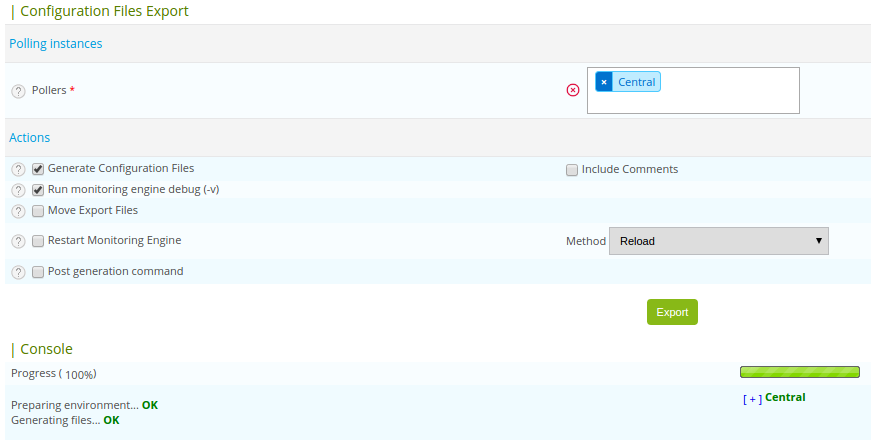 Configuration Files Export
Polling instances
? Pollers * × Central
Actions
? Generate Configuration Files Include Comments
? Run monitoring engine debug (-v)
? Move Export Files
? Restart Monitoring Engine Method Reload
? Post generation command
Export
Console
Progress ( 100%)
Preparing environment... OK [ + ] Central
Generating files... OK